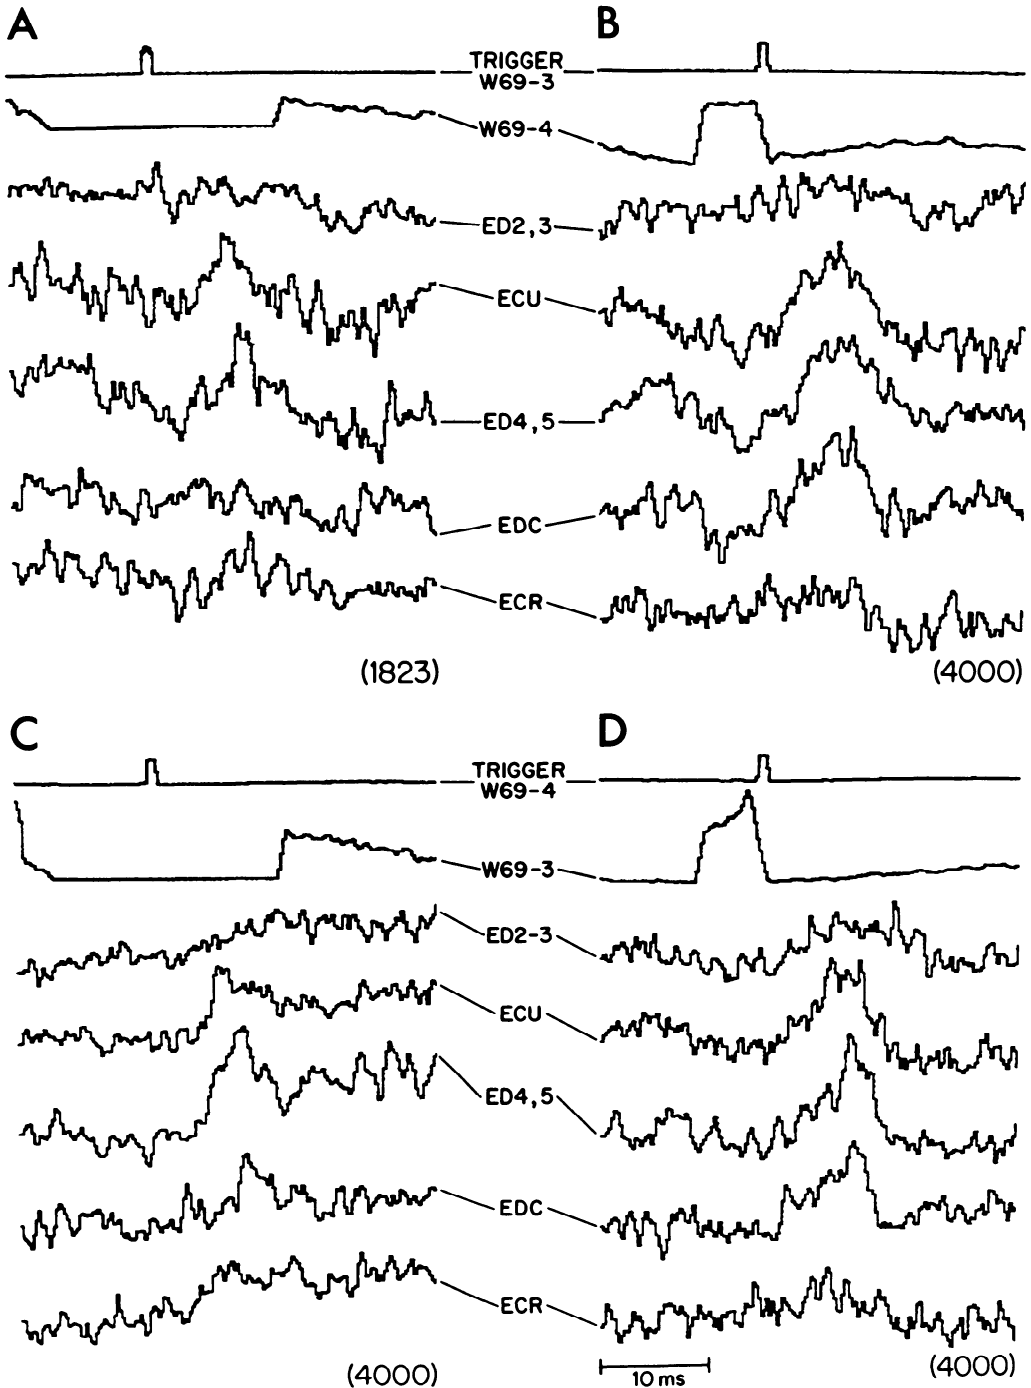 A
B
TRIGGER
W69-3
W69-4
ED2,3
ECU
ED4,5
EDC
ECR
(1823)
(4000)
C
D
TRIGGER
W69-4
W69-3
ED2-3
ECU
ED4,5
EDC
ECR
(4000)
10 ms
(4000)